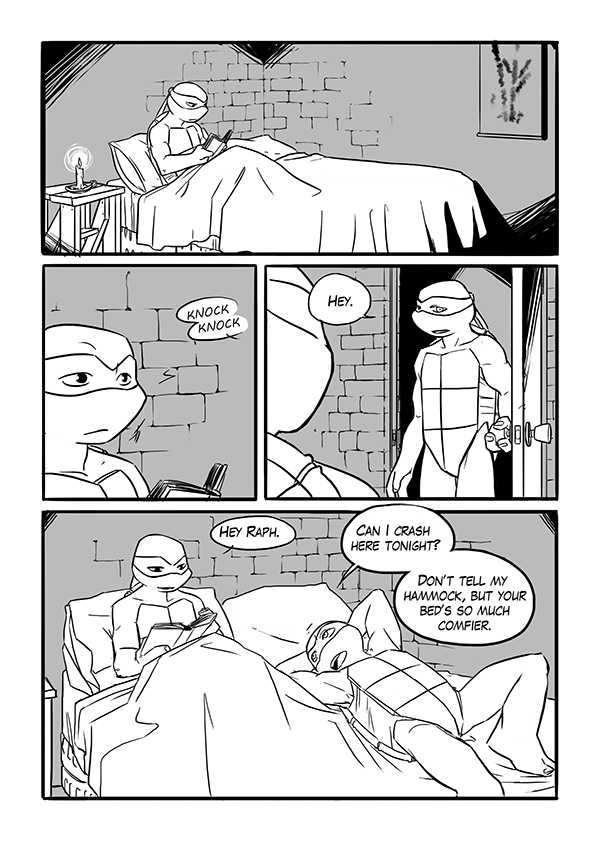 KNOCK
KNOCK
HEY.
HEY RAPH.
CAN I CRASH
HERE TONIGHT?
DON'T TELL MY
HAMMOCK, BUT YOUR
BED'S SO MUCH
COMFIER.